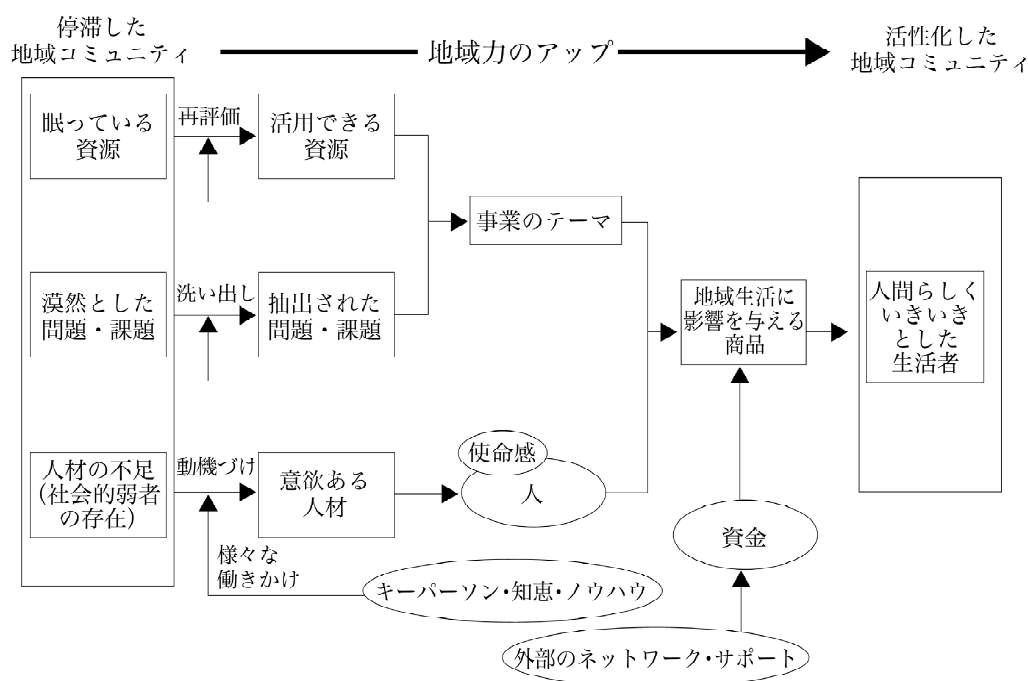 停滞した
地域コミュニティ
地域力のアップ
活性化した
地域コミュニティ
眠っている
資源
再評価
活用できる
資源
事業のテーマ
漠然とした
問題・課題
洗い出し
抽出された
問題・課題
地域生活に
影響を与える
商品
人間らしく
いきいき
とした
生活者
人材の不足
(社会的弱者
の存在)
動機づけ
意欲ある
人材
使命感
人
様々な
働きかけ
キーパーソン・知恵・ノウハウ
資金
外部のネットワーク・サポート